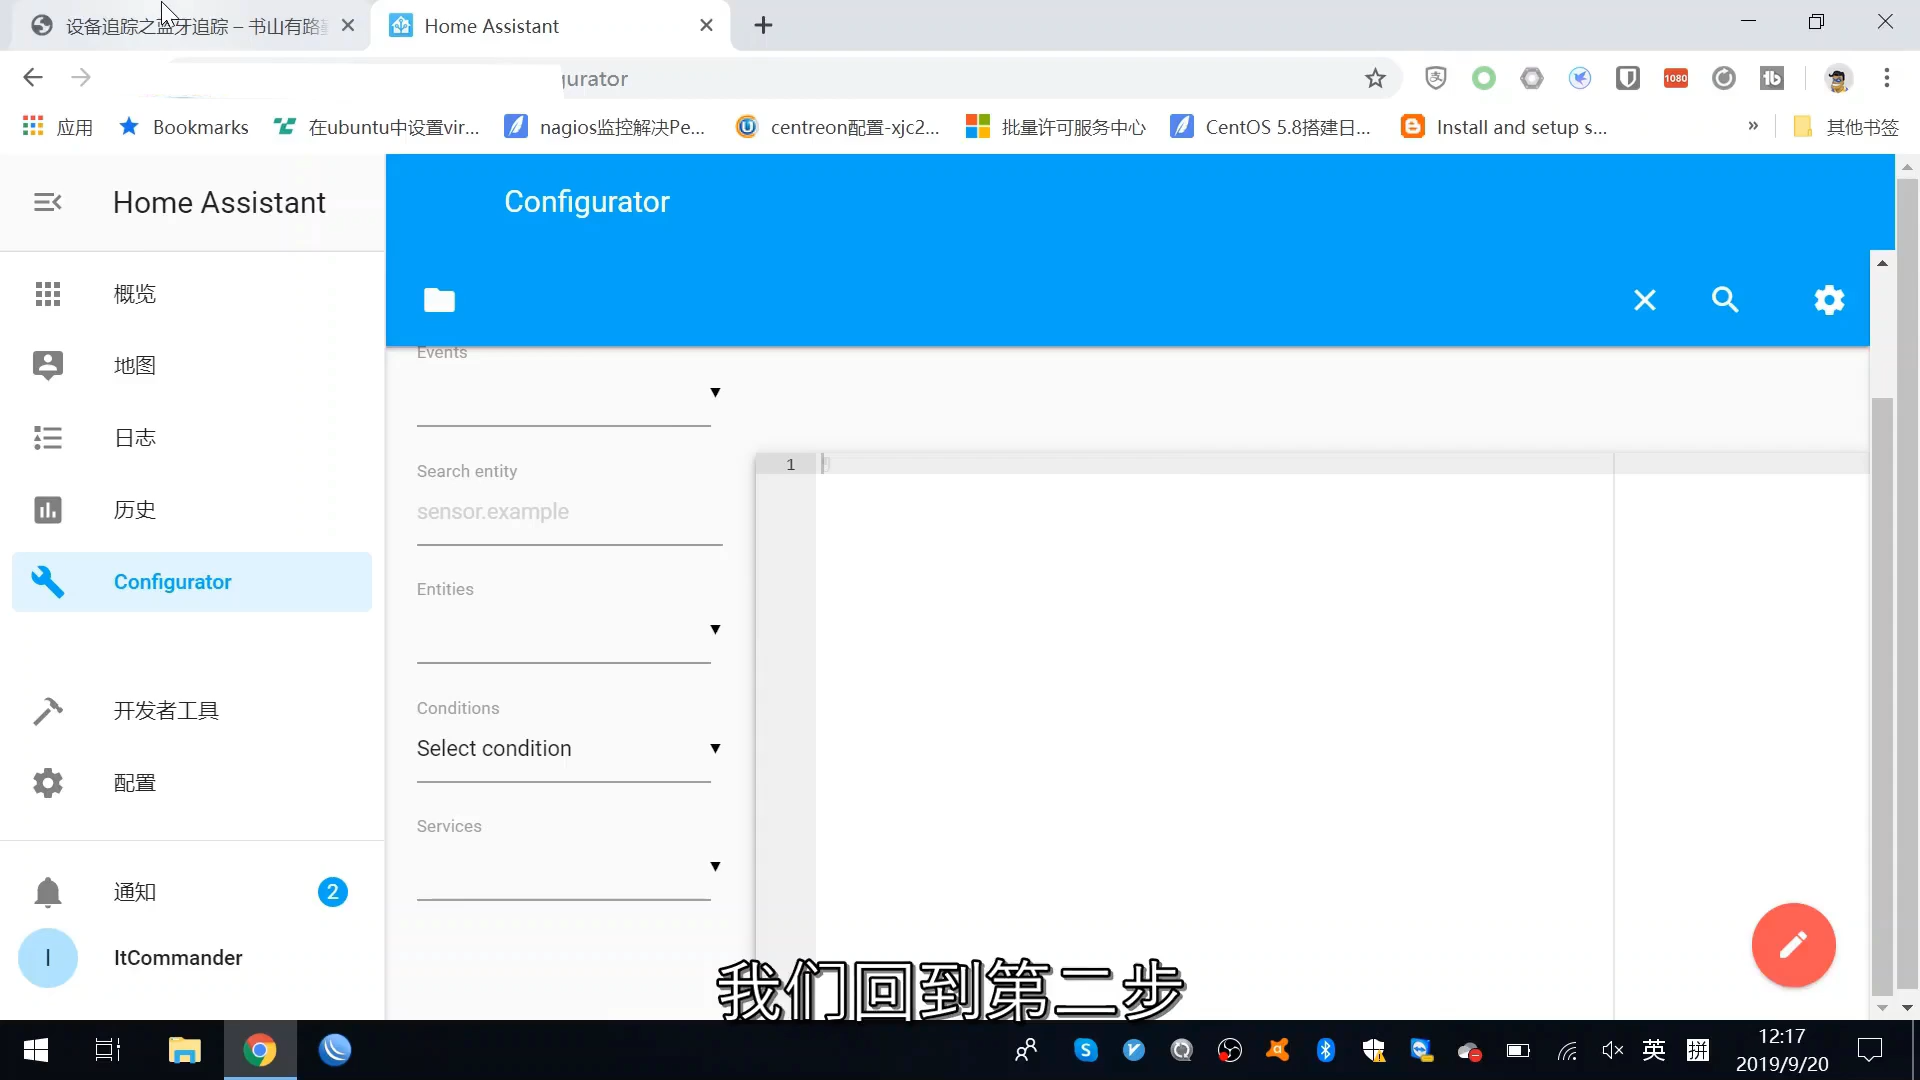 设备追踪之蓝牙追踪 – 书山有路
Home Assistant
urator
1080
应用
Bookmarks
在ubuntu中设置vir...
nagios监控解决Pe...
centreon配置-xjc2...
批量许可服务中心
CentOS 5.8搭建日...
Install and setup s...
»
其他书签
Home Assistant
Configurator
概览
地图
日志
历史
Configurator
开发者工具
配置
通知
2
I
ItCommander
Events
Search entity
sensor.example
Entities
Conditions
Select condition
Services
1
我们回到第二步
英
拼
12:17
2019/9/20